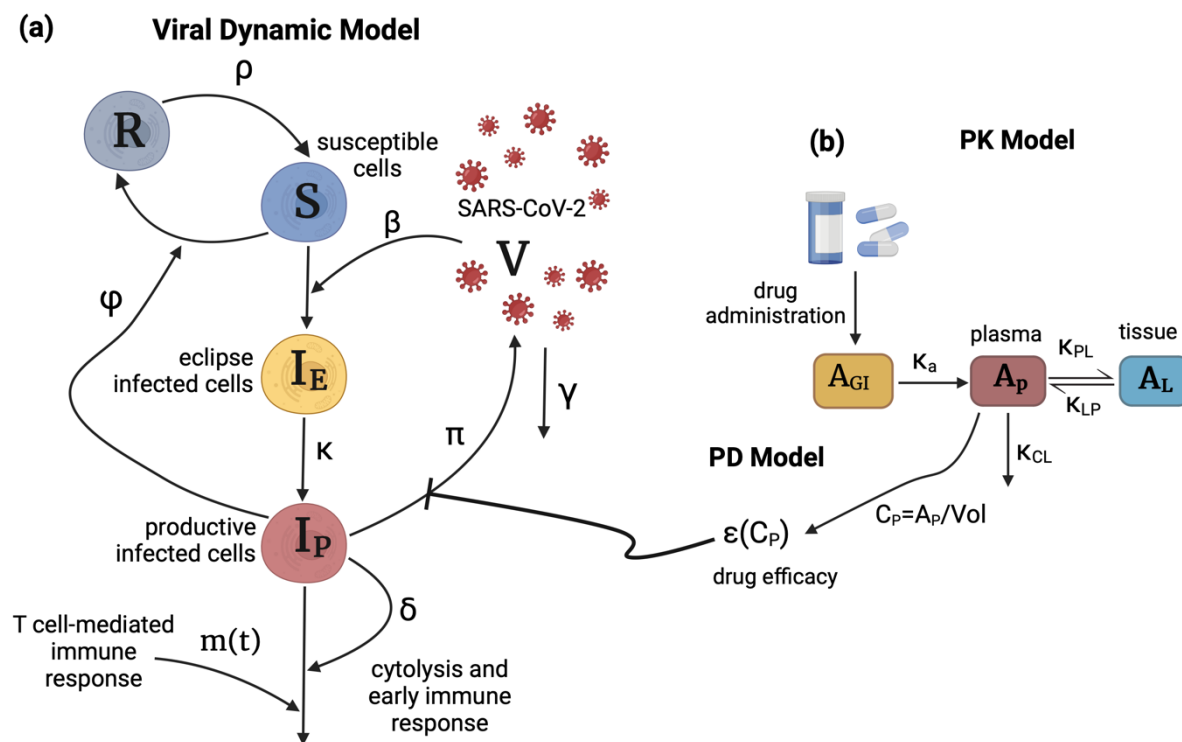 (a)
Viral Dynamic Model
ρ
R
susceptible
cells
S
SARS-CoV-2
β
V
φ
eclipse
infected cells
I_E
γ
κ
π
productive
infected cells
I_P
δ
T cell-mediated
immune
response
m(t)
cytolysis and
early immune
response
(b)
PK Model
drug
administration
plasma
tissue
A_GI
κ_a
A_P
κ_PL
κ_LP
A_L
κ_CL
PD Model
C_P=A_P/Vol
ε(C_P)
drug efficacy